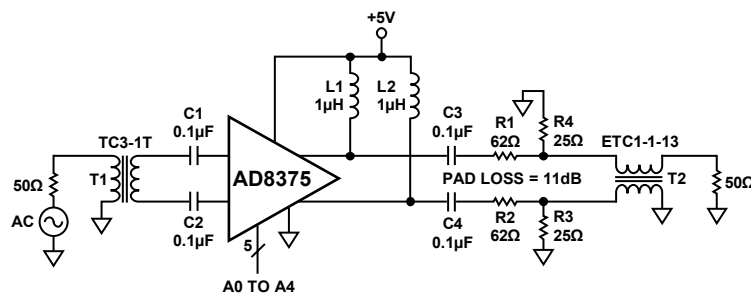 +5V
L1
1µH
L2
1µH
C1
0.1µF
C3
0.1µF
R1
62Ω
R4
25Ω
TC3-1T
ETC1-1-13
50Ω
T1
AD8375
PAD LOSS = 11dB
T2
50Ω
AC
C2
0.1µF
C4
0.1µF
R2
62Ω
R3
25Ω
5
A0 TO A4